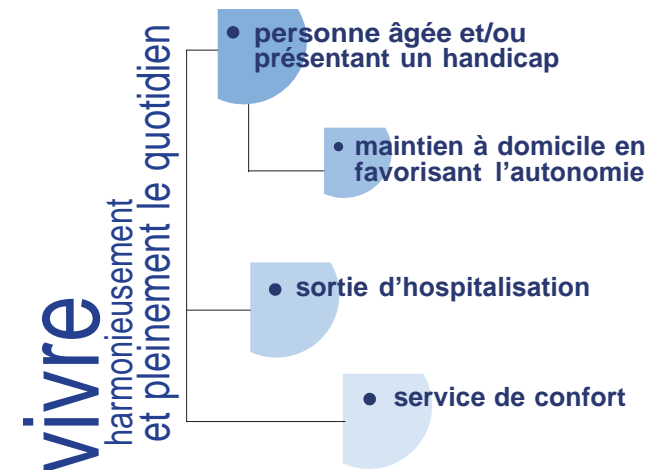 vivre
harmonieusement
et pleinement le quotidien
• personne âgée et/ou
présentant un handicap
• maintien à domicile en
favorisant l’autonomie
• sortie d’hospitalisation
• service de confort